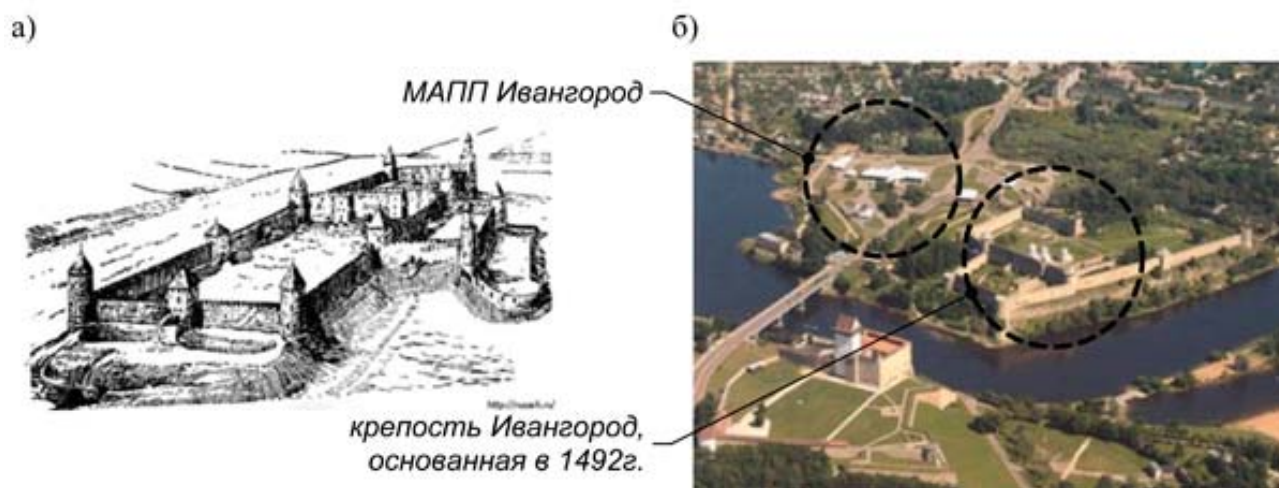 а)
б)
МАПП Ивангород
крепость Ивангород,
основанная в 1492г.